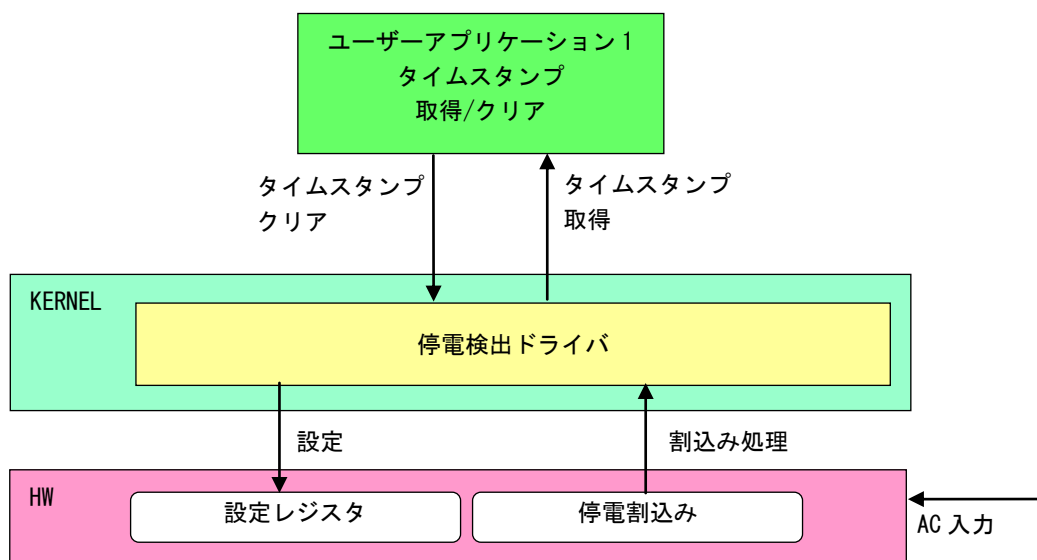 ユーザーアプリケーション1
タイムスタンプ
取得/クリア
タイムスタンプ
クリア
タイムスタンプ
取得
KERNEL
停電検出ドライバ
設定
割込み処理
HW
設定レジスタ
停電割込み
AC 入力